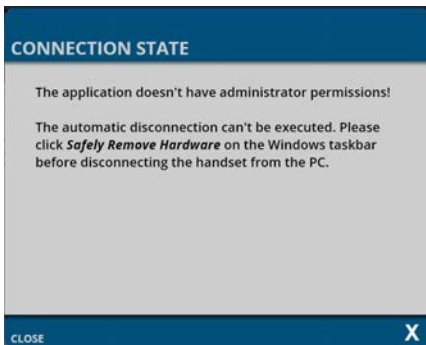 CONNECTION STATE
The application doesn't have administrator permissions!
The automatic disconnection can't be executed. Please
click Safely Remove Hardware on the Windows taskbar
before disconnecting the handset from the PC.
CLOSE X